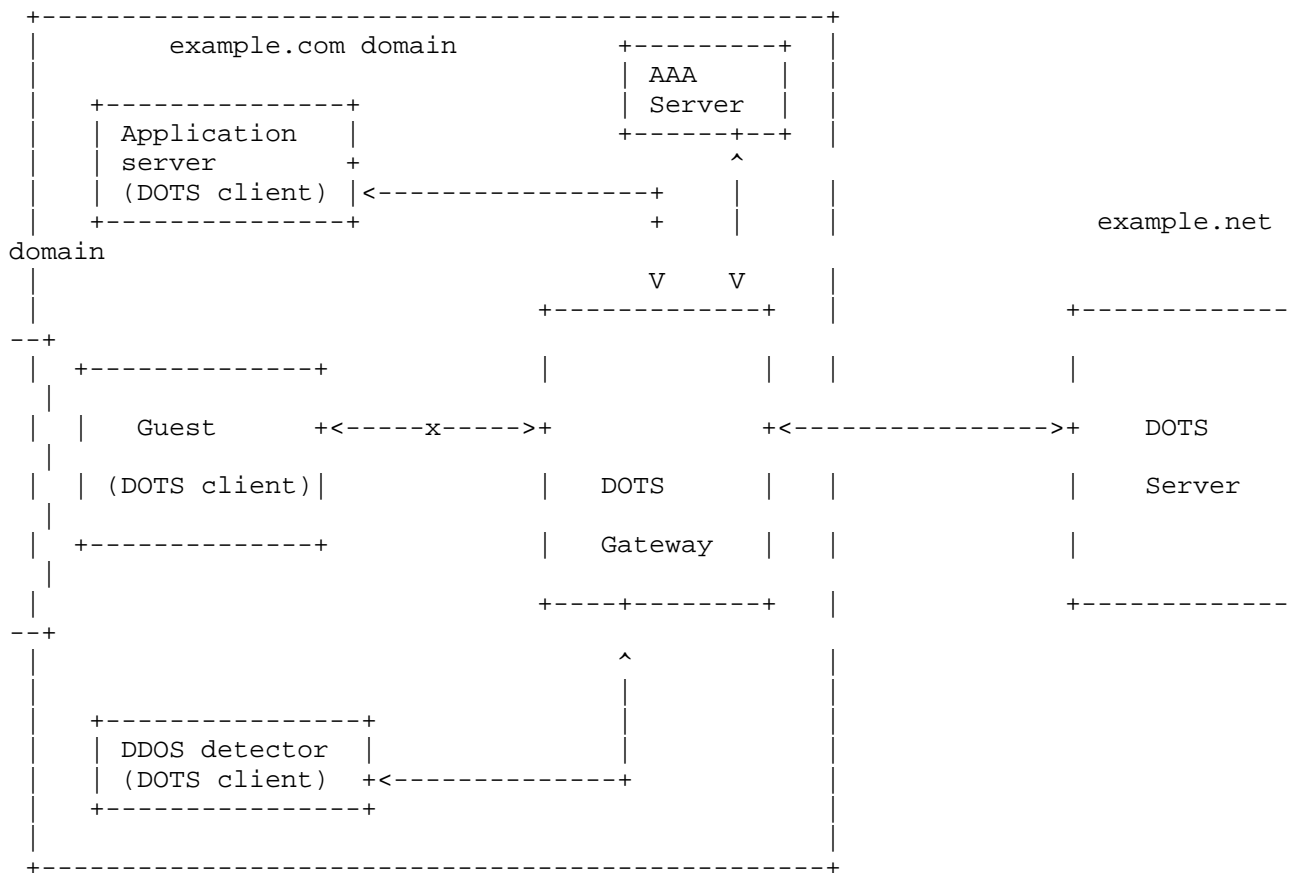 example.com domain
AAA
Server
Application
server
(DOTS client)
example.net
domain
Guest
x
DOTS
(DOTS client)
DOTS
Server
Gateway
DDOS detector
(DOTS client)